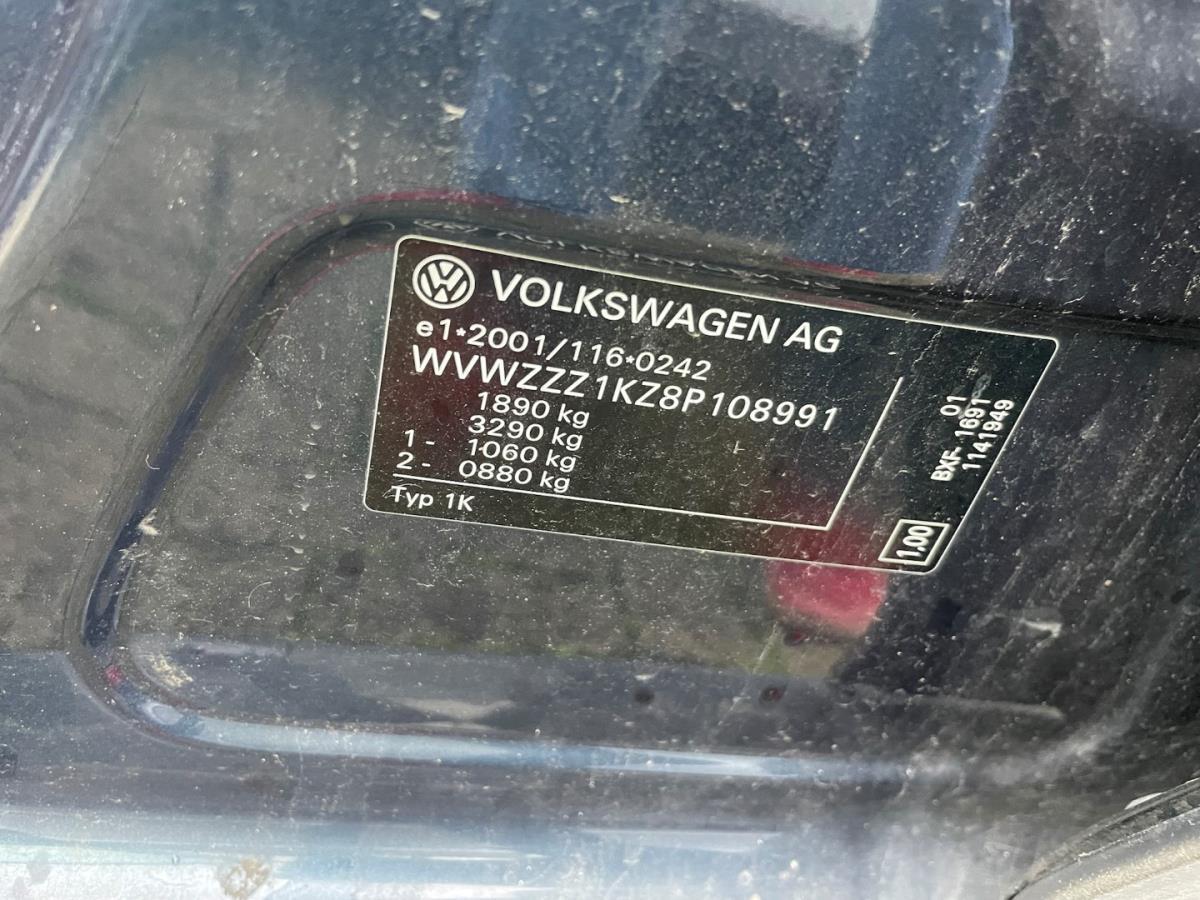 VOLKSWAGEN AG
e1*2001/116*0242
WVWZZZ1KZ8P108991
1890 kg
3290 kg
1 - 1060 kg
2 - 0880 kg
Typ 1K
01
BXF. 1691
1141949
1.00